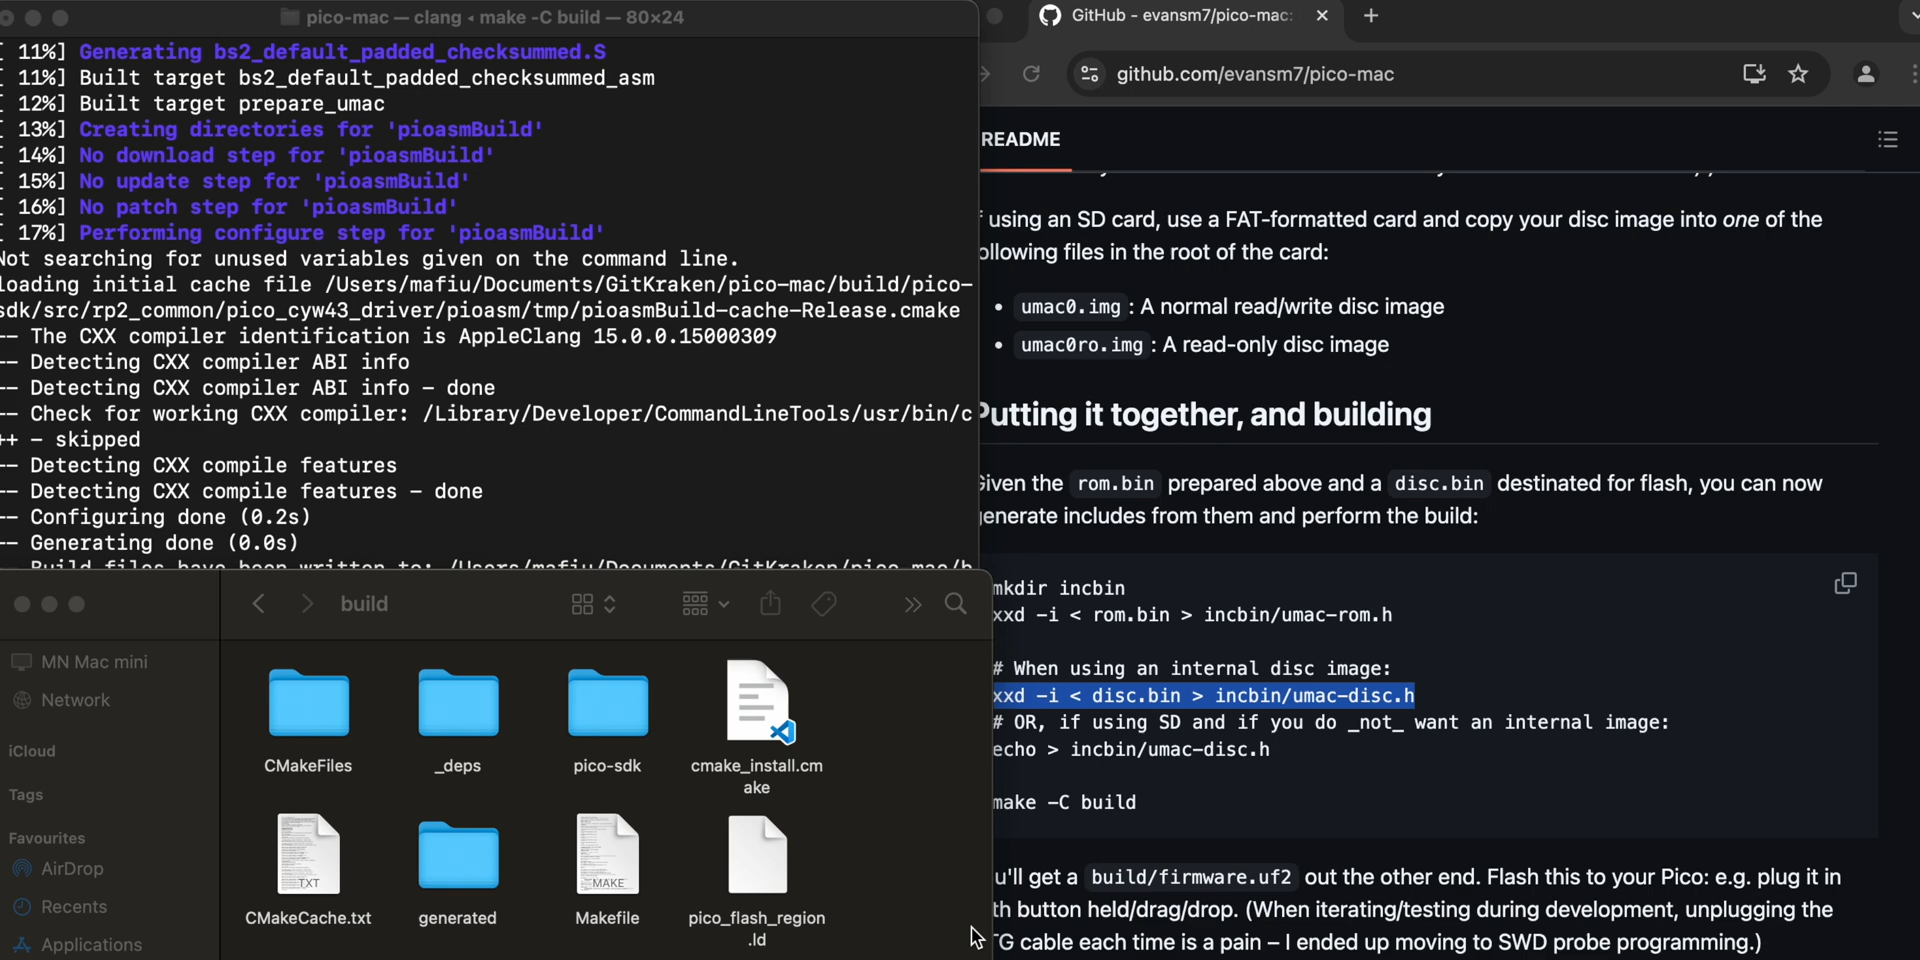 pico-mac — clang ◂ make -C build — 80×24
[ 11%] Generating bs2_default_padded_checksummed.S
[ 11%] Built target bs2_default_padded_checksummed_asm
[ 12%] Built target prepare_umac
[ 13%] Creating directories for 'pioasmBuild'
[ 14%] No download step for 'pioasmBuild'
[ 15%] No update step for 'pioasmBuild'
[ 16%] No patch step for 'pioasmBuild'
[ 17%] Performing configure step for 'pioasmBuild'
Not searching for unused variables given on the command line.
loading initial cache file /Users/mafiu/Documents/GitKraken/pico-mac/build/pico-
sdk/src/rp2_common/pico_cyw43_driver/pioasm/tmp/pioasmBuild-cache-Release.cmake
-- The CXX compiler identification is AppleClang 15.0.0.15000309
-- Detecting CXX compiler ABI info
-- Detecting CXX compiler ABI info - done
-- Check for working CXX compiler: /Library/Developer/CommandLineTools/usr/bin/c
++ - skipped
-- Detecting CXX compile features
-- Detecting CXX compile features - done
-- Configuring done (0.2s)
-- Generating done (0.0s)
-- Build files have been written to: /Users/mafiu/Documents/GitKraken/pico-mac/b
build
MN Mac mini
Network
iCloud
Tags
Favourites
AirDrop
Recents
Applications
CMakeFiles
_deps
pico-sdk
cmake_install.cm
ake
TXT
MAKE
CMakeCache.txt
generated
Makefile
pico_flash_region
.ld
GitHub - evansm7/pico-mac:
github.com/evansm7/pico-mac
README
f using an SD card, use a FAT-formatted card and copy your disc image into one of the
ollowing files in the root of the card:
• umac0.img : A normal read/write disc image
• umac0ro.img : A read-only disc image
Putting it together, and building
Given the rom.bin prepared above and a disc.bin destinated for flash, you can now
generate includes from them and perform the build:
mkdir incbin
xxd -i < rom.bin > incbin/umac-rom.h
# When using an internal disc image:
xxd -i < disc.bin > incbin/umac-disc.h
# OR, if using SD and if you do _not_ want an internal image:
echo > incbin/umac-disc.h
make -C build
u'll get a build/firmware.uf2 out the other end. Flash this to your Pico: e.g. plug it in
th button held/drag/drop. (When iterating/testing during development, unplugging the
TG cable each time is a pain – I ended up moving to SWD probe programming.)